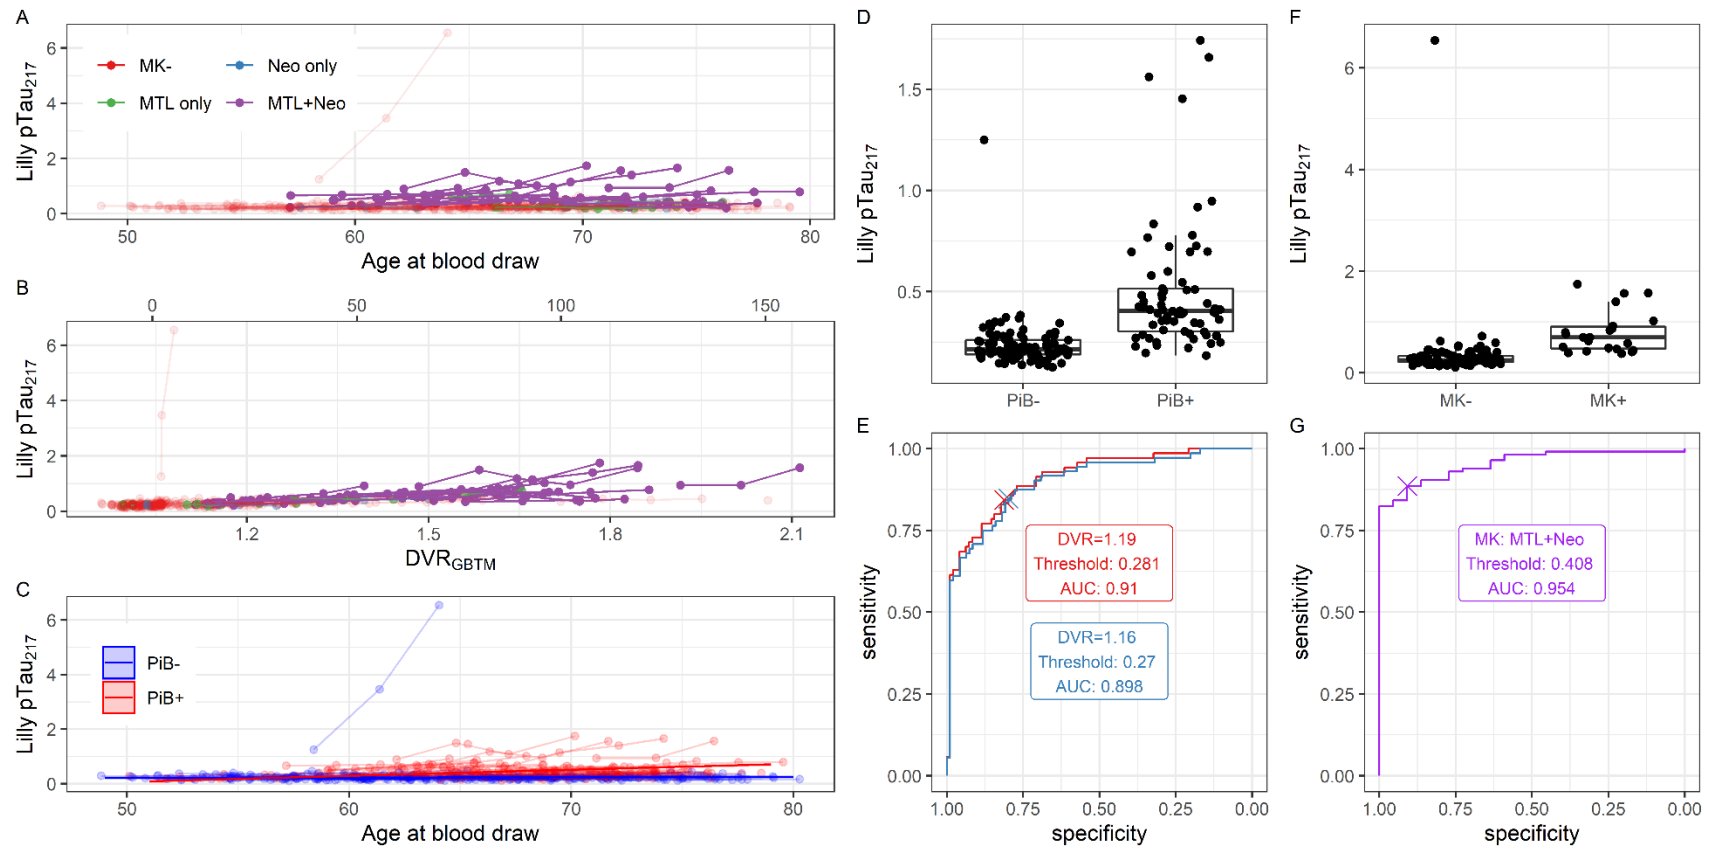 A
Lilly pTau217
6
4
2
0
MK-
Neo only
MTL only
MTL+Neo
50
60
70
80
Age at blood draw
B
0
50
100
150
Lilly pTau217
6
4
2
0
1.2
1.5
1.8
2.1
DVRGBTM
C
Lilly pTau217
6
4
2
0
PiB-
PiB+
50
60
70
80
Age at blood draw
D
Lilly pTau217
1.5
1.0
0.5
PiB-
PiB+
E
sensitivity
1.00
0.75
0.50
0.25
0.00
DVR=1.19
Threshold: 0.281
AUC: 0.91
DVR=1.16
Threshold: 0.27
AUC: 0.898
1.00
0.75
0.50
0.25
0.00
specificity
F
Lilly pTau217
6
4
2
0
MK-
MK+
G
sensitivity
1.00
0.75
0.50
0.25
0.00
MK: MTL+Neo
Threshold: 0.408
AUC: 0.954
1.00
0.75
0.50
0.25
0.00
specificity